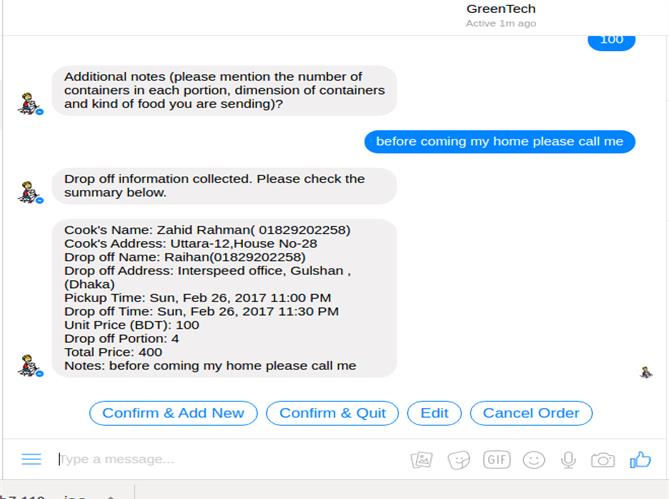 GreenTech
Active 1m ago
100
Additional notes (please mention the number of
containers in each portion, dimension of containers
and kind of food you are sending)?
before coming my home please call me
Drop off information collected. Please check the
summary below.
Cook's Name: Zahid Rahman( 01829202258)
Cook's Address: Uttara-12,House No-28
Drop off Name: Raihan(01829202258)
Drop off Address: Interspeed office, Gulshan ,
(Dhaka)
Pickup Time: Sun, Feb 26, 2017 11:00 PM
Drop off Time: Sun, Feb 26, 2017 11:30 PM
Unit Price (BDT): 100
Drop off Portion: 4
Total Price: 400
Notes: before coming my home please call me
Confirm & Add New Confirm & Quit Edit Cancel Order
Type a message...
GIF